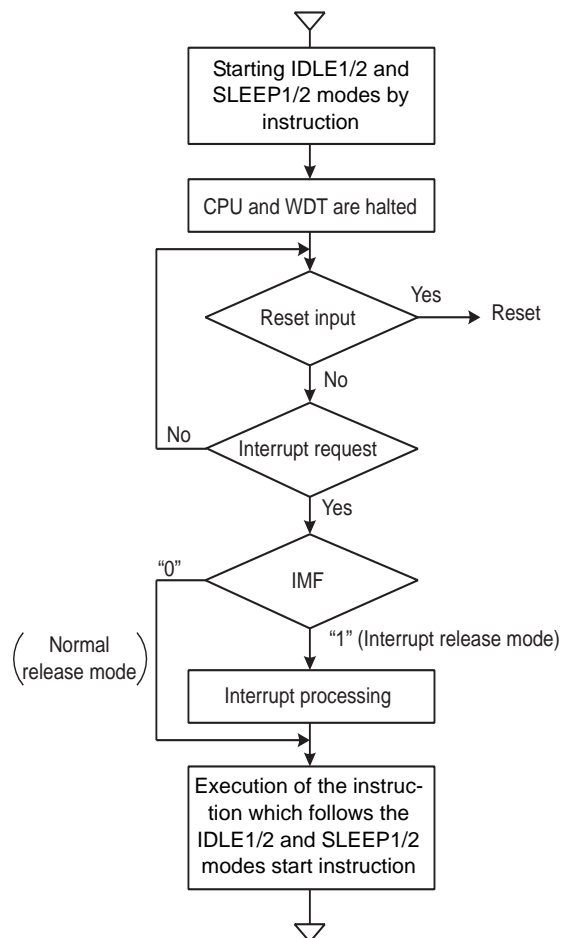 Starting IDLE1/2 and
SLEEP1/2 modes by
instruction
CPU and WDT are halted
Reset input
Yes
Reset
No
Interrupt request
No
Yes
IMF
“0”
(Normal
release mode)
“1” (Interrupt release mode)
Interrupt processing
Execution of the instruc-
tion which follows the
IDLE1/2 and SLEEP1/2
modes start instruction